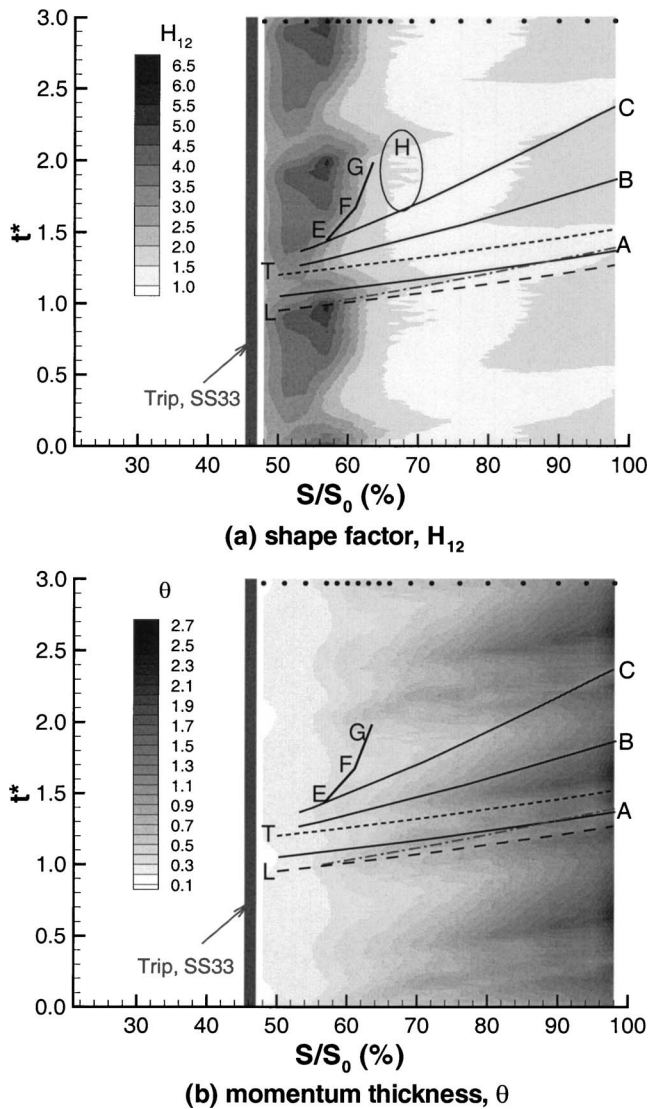 3.0
2.5
2.0
1.5
1.0
0.5
0.0
t*
H12
6.5
6.0
5.5
5.0
4.5
4.0
3.5
3.0
2.5
2.0
1.5
1.0
C
B
A
H
G
F
E
T
L
Trip, SS33
30
40
50
60
70
80
90
100
S/S0 (%)
(a) shape factor, H12
3.0
2.5
2.0
1.5
1.0
0.5
0.0
t*
θ
2.7
2.5
2.3
2.1
1.9
1.7
1.5
1.3
1.1
0.9
0.7
0.5
0.3
0.1
C
B
A
G
F
E
T
L
Trip, SS33
30
40
50
60
70
80
90
100
S/S0 (%)
(b) momentum thickness, θ